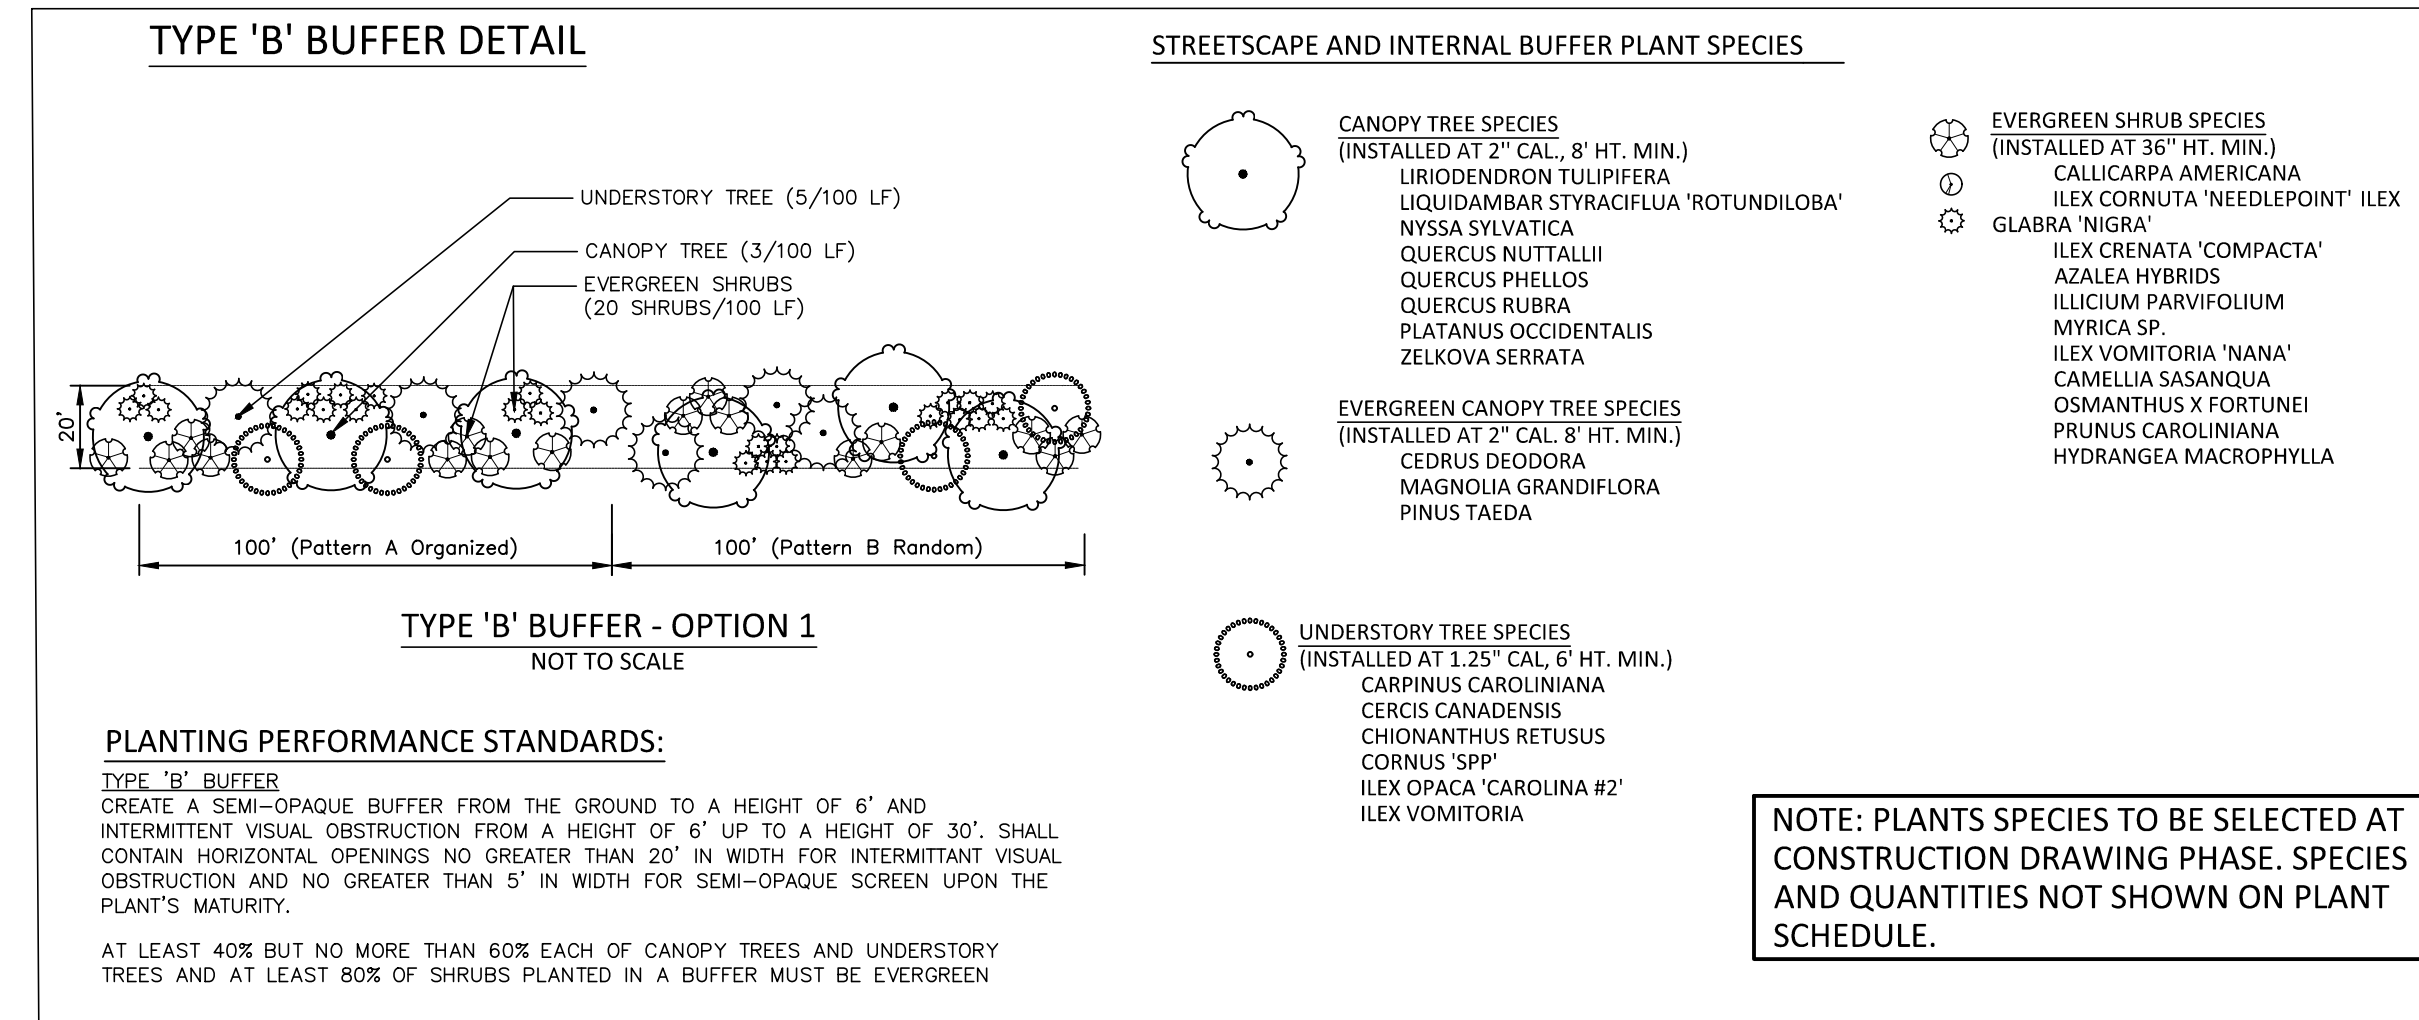 TYPE 'B' BUFFER DETAIL
UNDERSTORY TREE (5/100 LF)
CANOPY TREE (3/100 LF)
EVERGREEN SHRUBS
(20 SHRUBS/100 LF)
20'
100' (Pattern A Organized)
100' (Pattern B Random)
TYPE 'B' BUFFER - OPTION 1
NOT TO SCALE
PLANTING PERFORMANCE STANDARDS:
TYPE 'B' BUFFER
CREATE A SEMI-OPAQUE BUFFER FROM THE GROUND TO A HEIGHT OF 6' AND
INTERMITTENT VISUAL OBSTRUCTION FROM A HEIGHT OF 6' UP TO A HEIGHT OF 30'. SHALL
CONTAIN HORIZONTAL OPENINGS NO GREATER THAN 20' IN WIDTH FOR INTERMITTANT VISUAL
OBSTRUCTION AND NO GREATER THAN 5' IN WIDTH FOR SEMI-OPAQUE SCREEN UPON THE
PLANT'S MATURITY.
AT LEAST 40% BUT NO MORE THAN 60% EACH OF CANOPY TREES AND UNDERSTORY
TREES AND AT LEAST 80% OF SHRUBS PLANTED IN A BUFFER MUST BE EVERGREEN
STREETSCAPE AND INTERNAL BUFFER PLANT SPECIES
CANOPY TREE SPECIES
(INSTALLED AT 2'' CAL., 8' HT. MIN.)
LIRIODENDRON TULIPIFERA
LIQUIDAMBAR STYRACIFLUA 'ROTUNDILOBA'
NYSSA SYLVATICA
QUERCUS NUTTALLII
QUERCUS PHELLOS
QUERCUS RUBRA
PLATANUS OCCIDENTALIS
ZELKOVA SERRATA
EVERGREEN CANOPY TREE SPECIES
(INSTALLED AT 2" CAL. 8' HT. MIN.)
CEDRUS DEODORA
MAGNOLIA GRANDIFLORA
PINUS TAEDA
UNDERSTORY TREE SPECIES
(INSTALLED AT 1.25" CAL, 6' HT. MIN.)
CARPINUS CAROLINIANA
CERCIS CANADENSIS
CHIONANTHUS RETUSUS
CORNUS 'SPP'
ILEX OPACA 'CAROLINA #2'
ILEX VOMITORIA
EVERGREEN SHRUB SPECIES
(INSTALLED AT 36'' HT. MIN.)
CALLICARPA AMERICANA
ILEX CORNUTA 'NEEDLEPOINT' ILEX
GLABRA 'NIGRA'
ILEX CRENATA 'COMPACTA'
AZALEA HYBRIDS
ILLICIUM PARVIFOLIUM
MYRICA SP.
ILEX VOMITORIA 'NANA'
CAMELLIA SASANQUA
OSMANTHUS X FORTUNEI
PRUNUS CAROLINIANA
HYDRANGEA MACROPHYLLA
NOTE: PLANTS SPECIES TO BE SELECTED AT
CONSTRUCTION DRAWING PHASE. SPECIES
AND QUANTITIES NOT SHOWN ON PLANT
SCHEDULE.